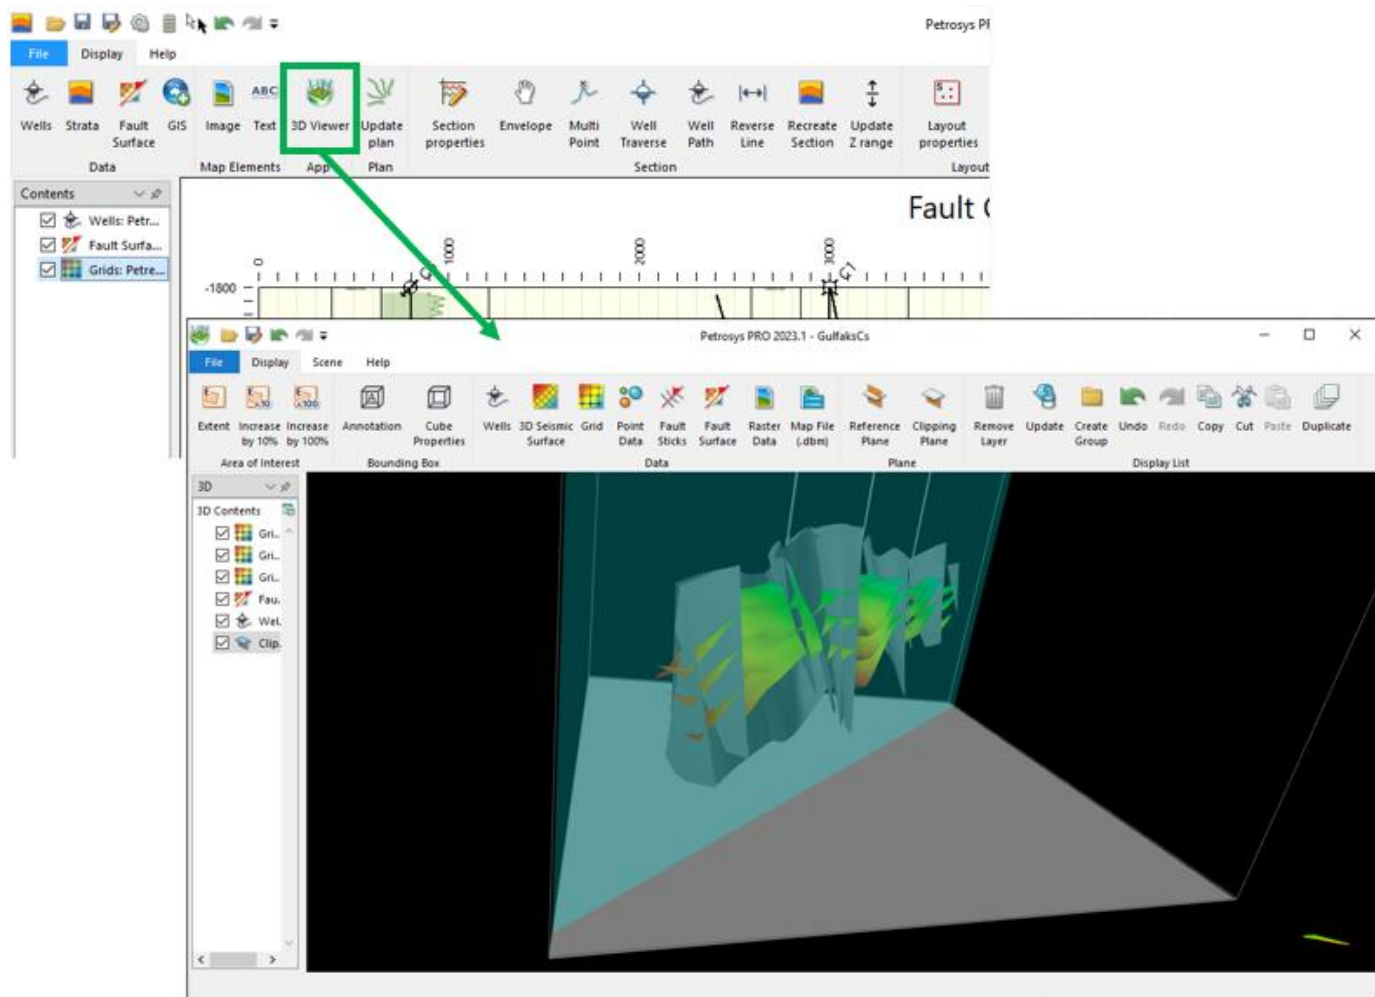 Petrosys P
File Display Help
Wells Strata Fault Surface GIS Image Text 3D Viewer Update plan Section properties Envelope Multi Point Well Traverse Well Path Reverse Line Recreate Section Update Z range Layout properties
Data Map Elements App Plan Section Layout
ABC
Contents
Wells: Petr...
Fault Surfa...
Grids: Petre...
Fault
0 1000 2000 3000
-1800
Petrosys PRO 2023.1 - GulfaksCs
File Display Scene Help
Extent Increase by 10% Increase by 100% Annotation Cube Properties Wells 3D Seismic Surface Grid Point Data Fault Sticks Fault Surface Raster Data Map File (.dbm) Reference Plane Clipping Plane Remove Layer Update Create Group Undo Redo Copy Cut Paste Duplicate
Area of Interest Bounding Box Data Plane Display List
3D
3D Contents
Gri...
Gri...
Gri...
Fau.
Wel.
Clip.